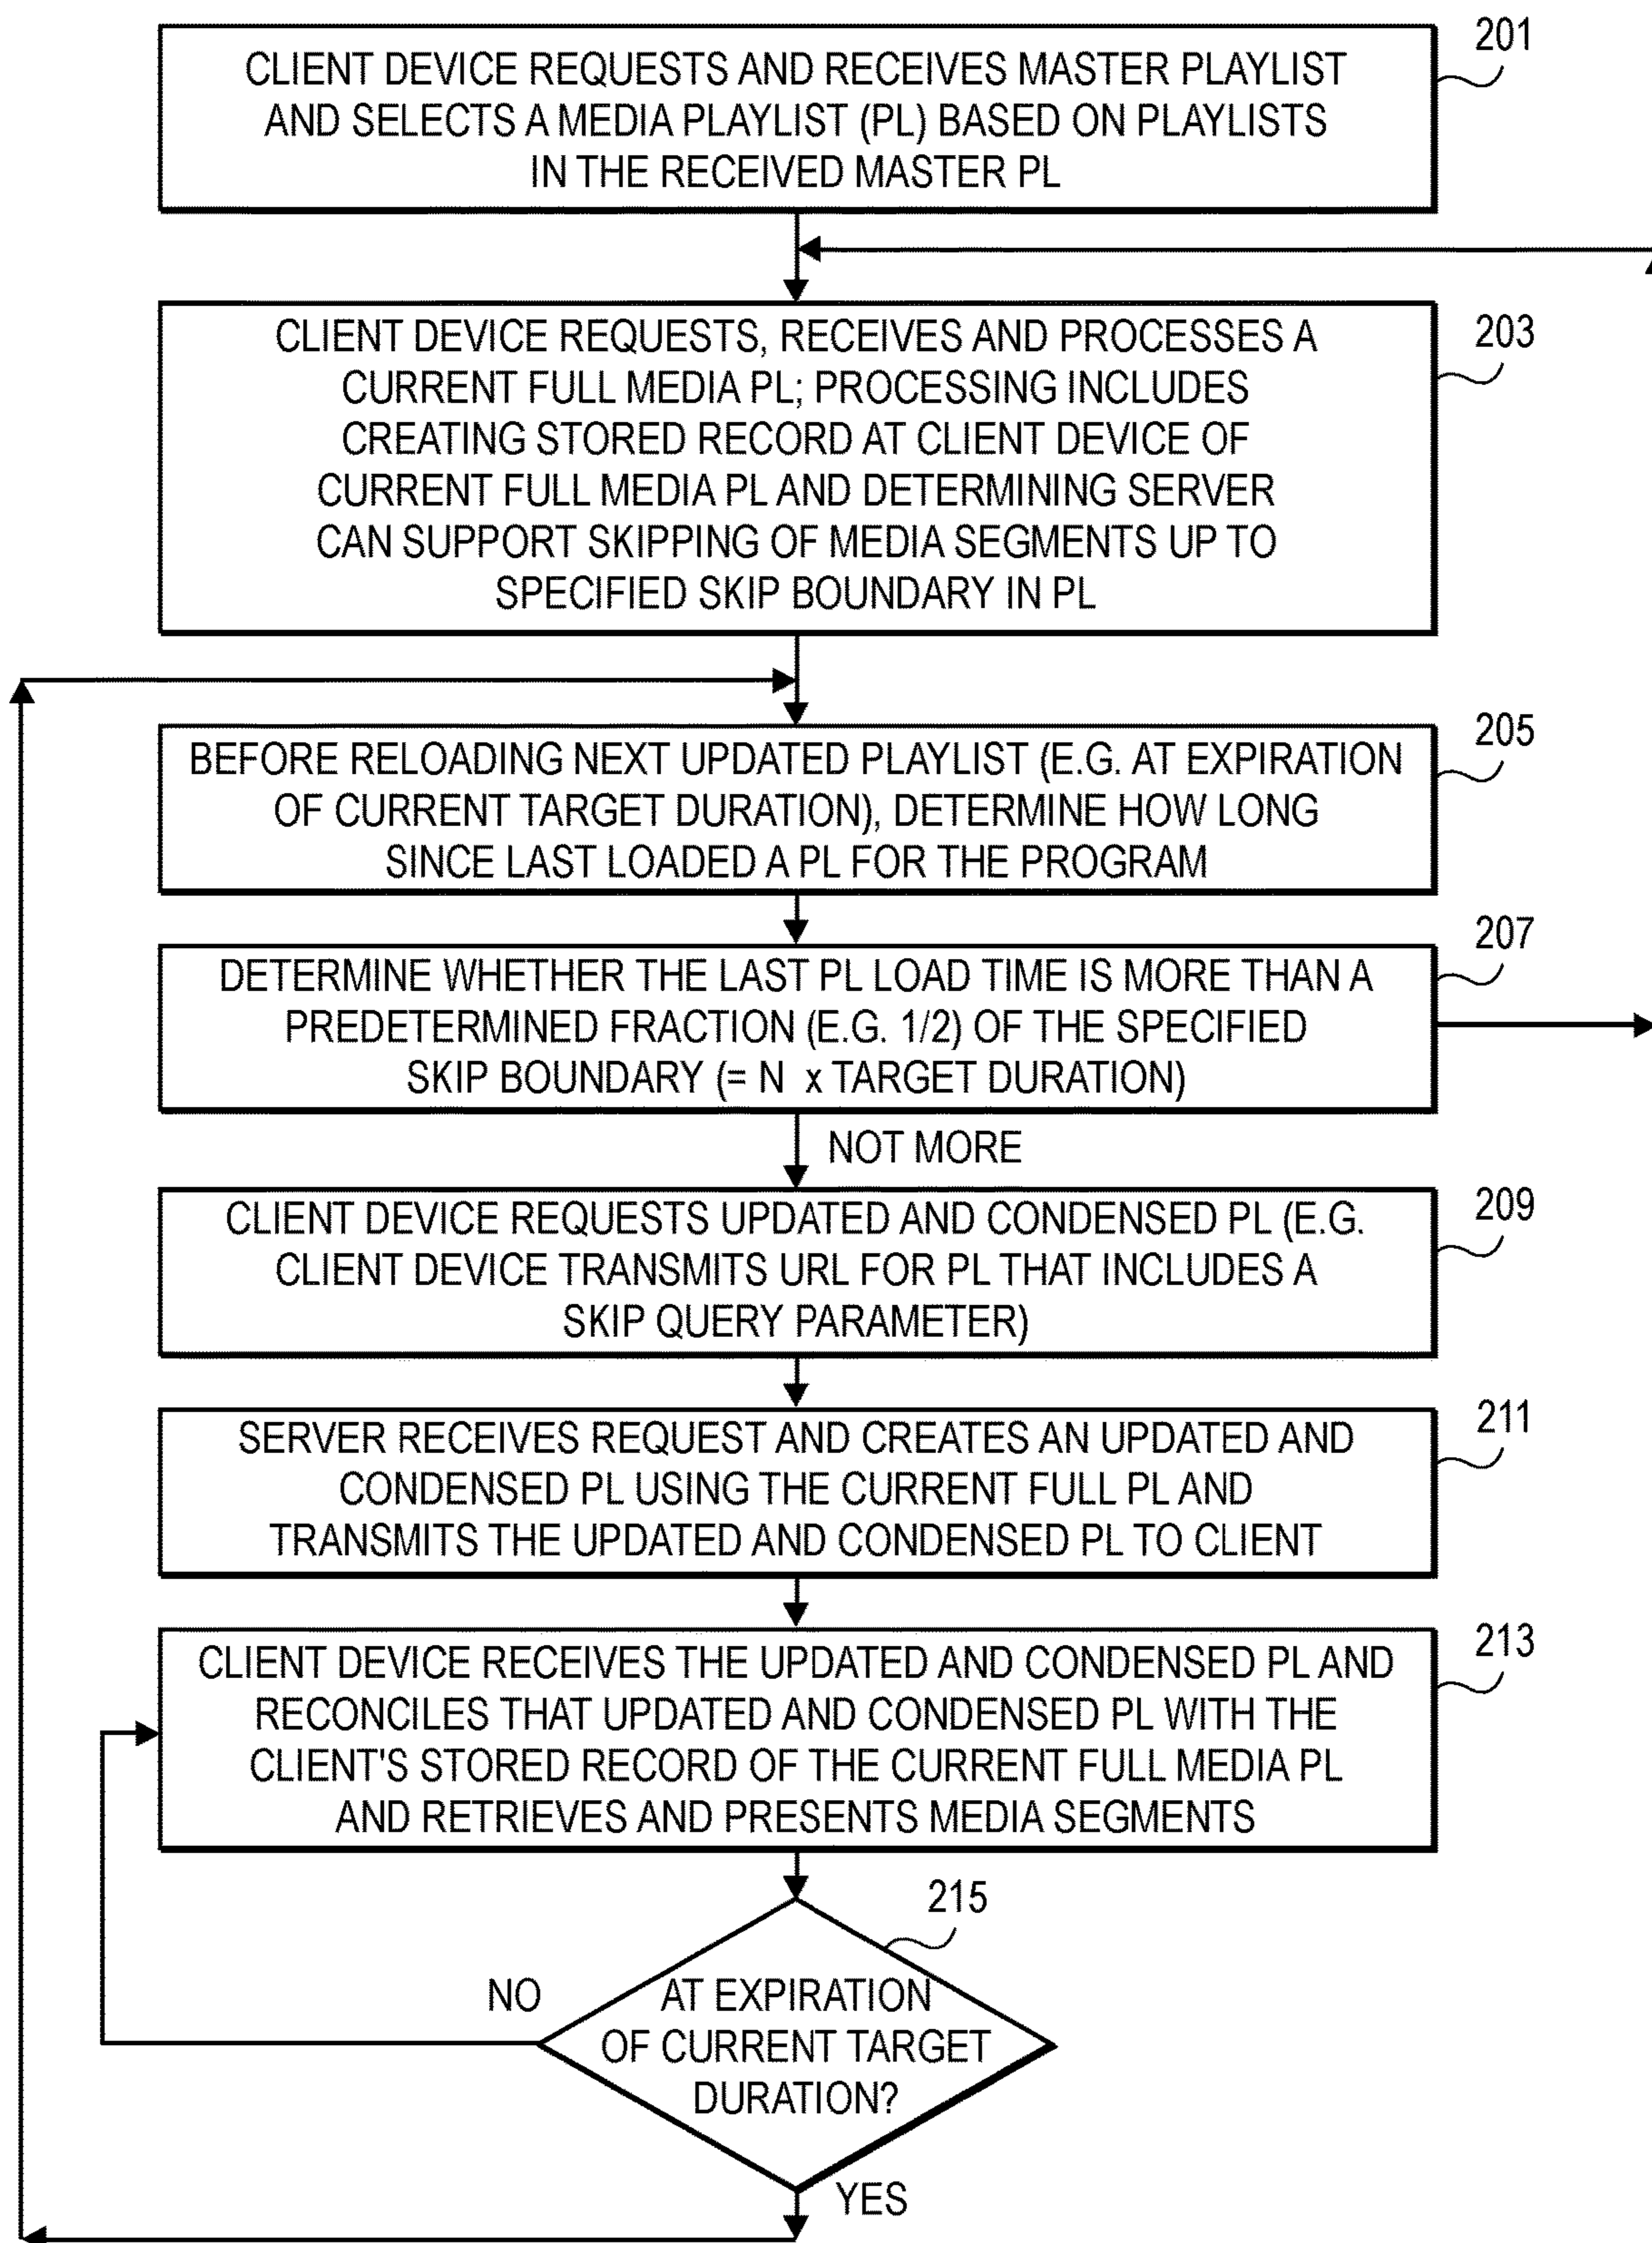 201
CLIENT DEVICE REQUESTS AND RECEIVES MASTER PLAYLIST
AND SELECTS A MEDIA PLAYLIST (PL) BASED ON PLAYLISTS
IN THE RECEIVED MASTER PL
203
CLIENT DEVICE REQUESTS, RECEIVES AND PROCESSES A
CURRENT FULL MEDIA PL; PROCESSING INCLUDES
CREATING STORED RECORD AT CLIENT DEVICE OF
CURRENT FULL MEDIA PL AND DETERMINING SERVER
CAN SUPPORT SKIPPING OF MEDIA SEGMENTS UP TO
SPECIFIED SKIP BOUNDARY IN PL
205
BEFORE RELOADING NEXT UPDATED PLAYLIST (E.G. AT EXPIRATION
OF CURRENT TARGET DURATION), DETERMINE HOW LONG
SINCE LAST LOADED A PL FOR THE PROGRAM
207
DETERMINE WHETHER THE LAST PL LOAD TIME IS MORE THAN A
PREDETERMINED FRACTION (E.G. 1/2) OF THE SPECIFIED
SKIP BOUNDARY (= N x TARGET DURATION)
NOT MORE
209
CLIENT DEVICE REQUESTS UPDATED AND CONDENSED PL (E.G.
CLIENT DEVICE TRANSMITS URL FOR PL THAT INCLUDES A
SKIP QUERY PARAMETER)
211
SERVER RECEIVES REQUEST AND CREATES AN UPDATED AND
CONDENSED PL USING THE CURRENT FULL PL AND
TRANSMITS THE UPDATED AND CONDENSED PL TO CLIENT
213
CLIENT DEVICE RECEIVES THE UPDATED AND CONDENSED PL AND
RECONCILES THAT UPDATED AND CONDENSED PL WITH THE
CLIENT'S STORED RECORD OF THE CURRENT FULL MEDIA PL
AND RETRIEVES AND PRESENTS MEDIA SEGMENTS
215
NO
AT EXPIRATION
OF CURRENT TARGET
DURATION?
YES